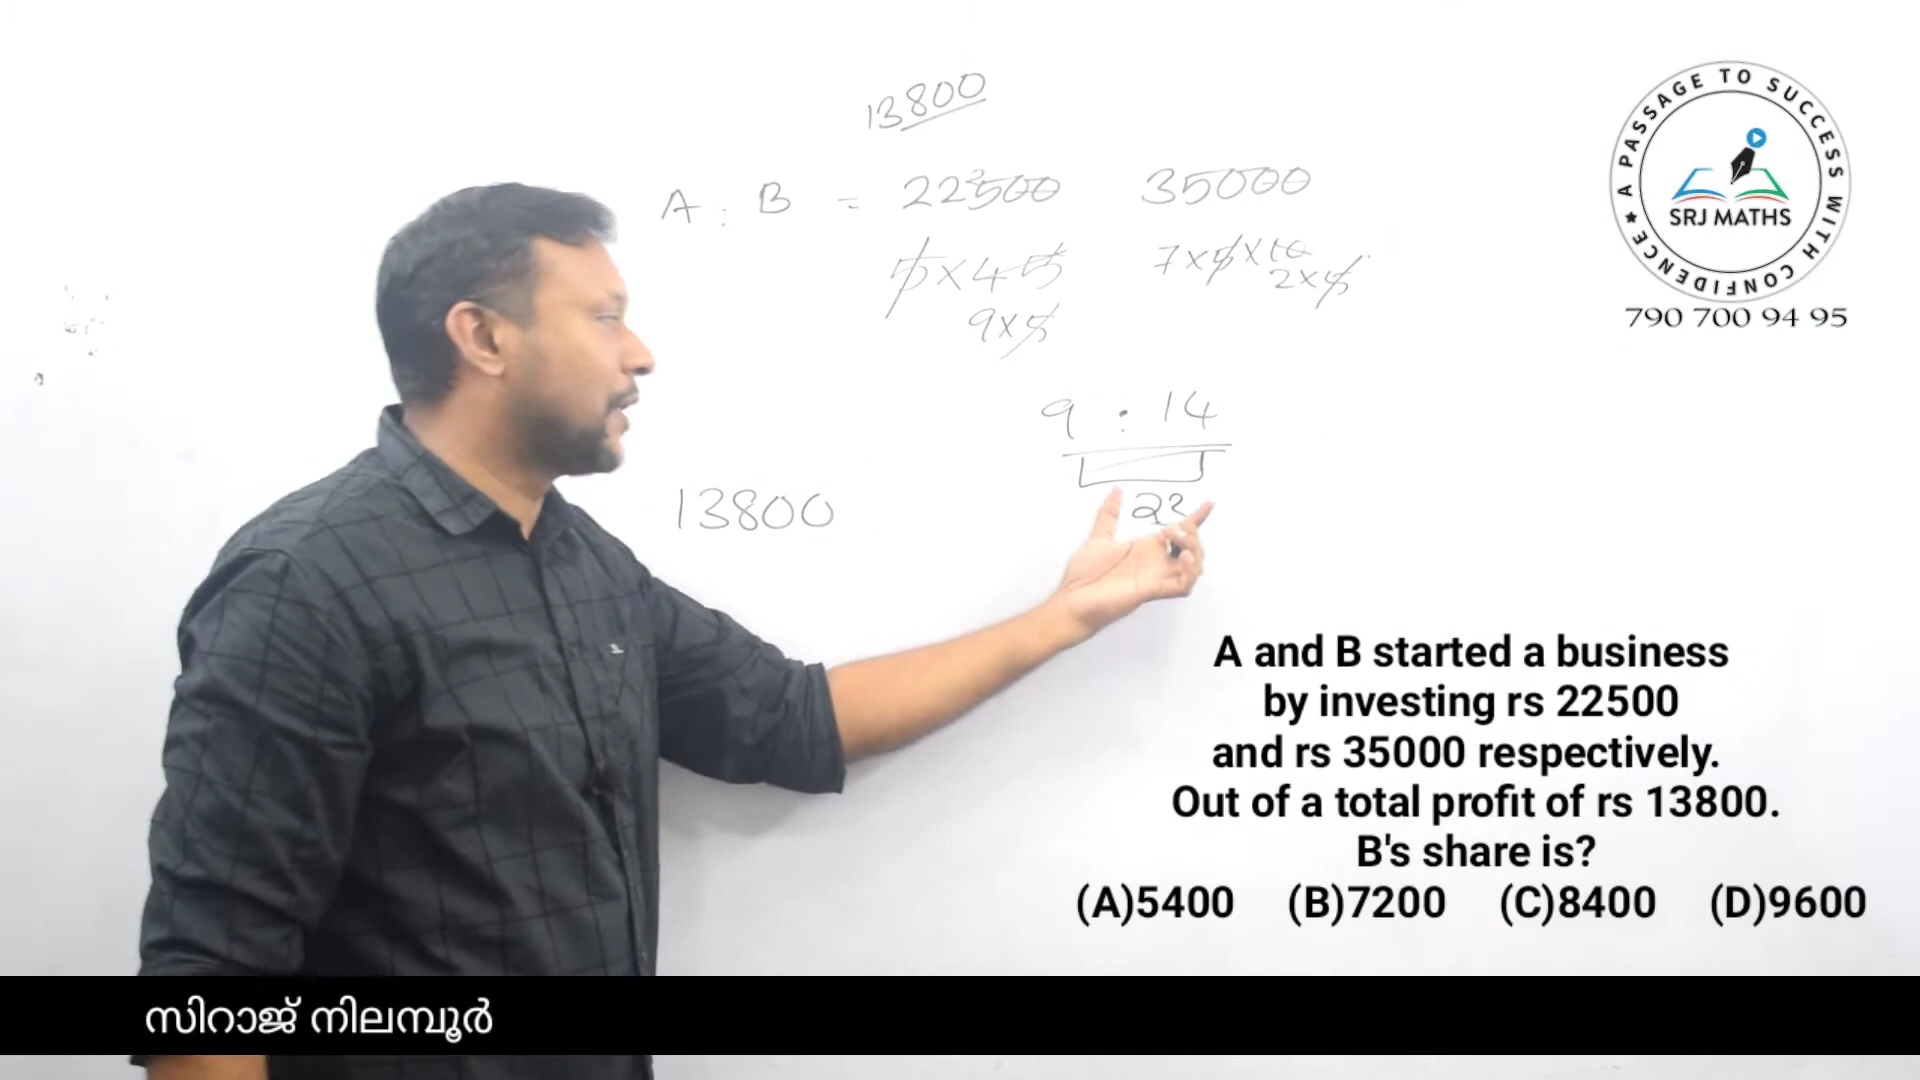 13800
A : B = 22500 35000
5 × 45 7 × 5 × 10
2 × 5
9 × 5
9 : 14
23
13800
A PASSAGE TO SUCCESS WITH CONFIDENCE
SRJ MATHS
790 700 94 95
A and B started a business
by investing rs 22500
and rs 35000 respectively.
Out of a total profit of rs 13800.
B's share is?
(A)5400 (B)7200 (C)8400 (D)9600
സിറാജ് നിലമ്പൂർ